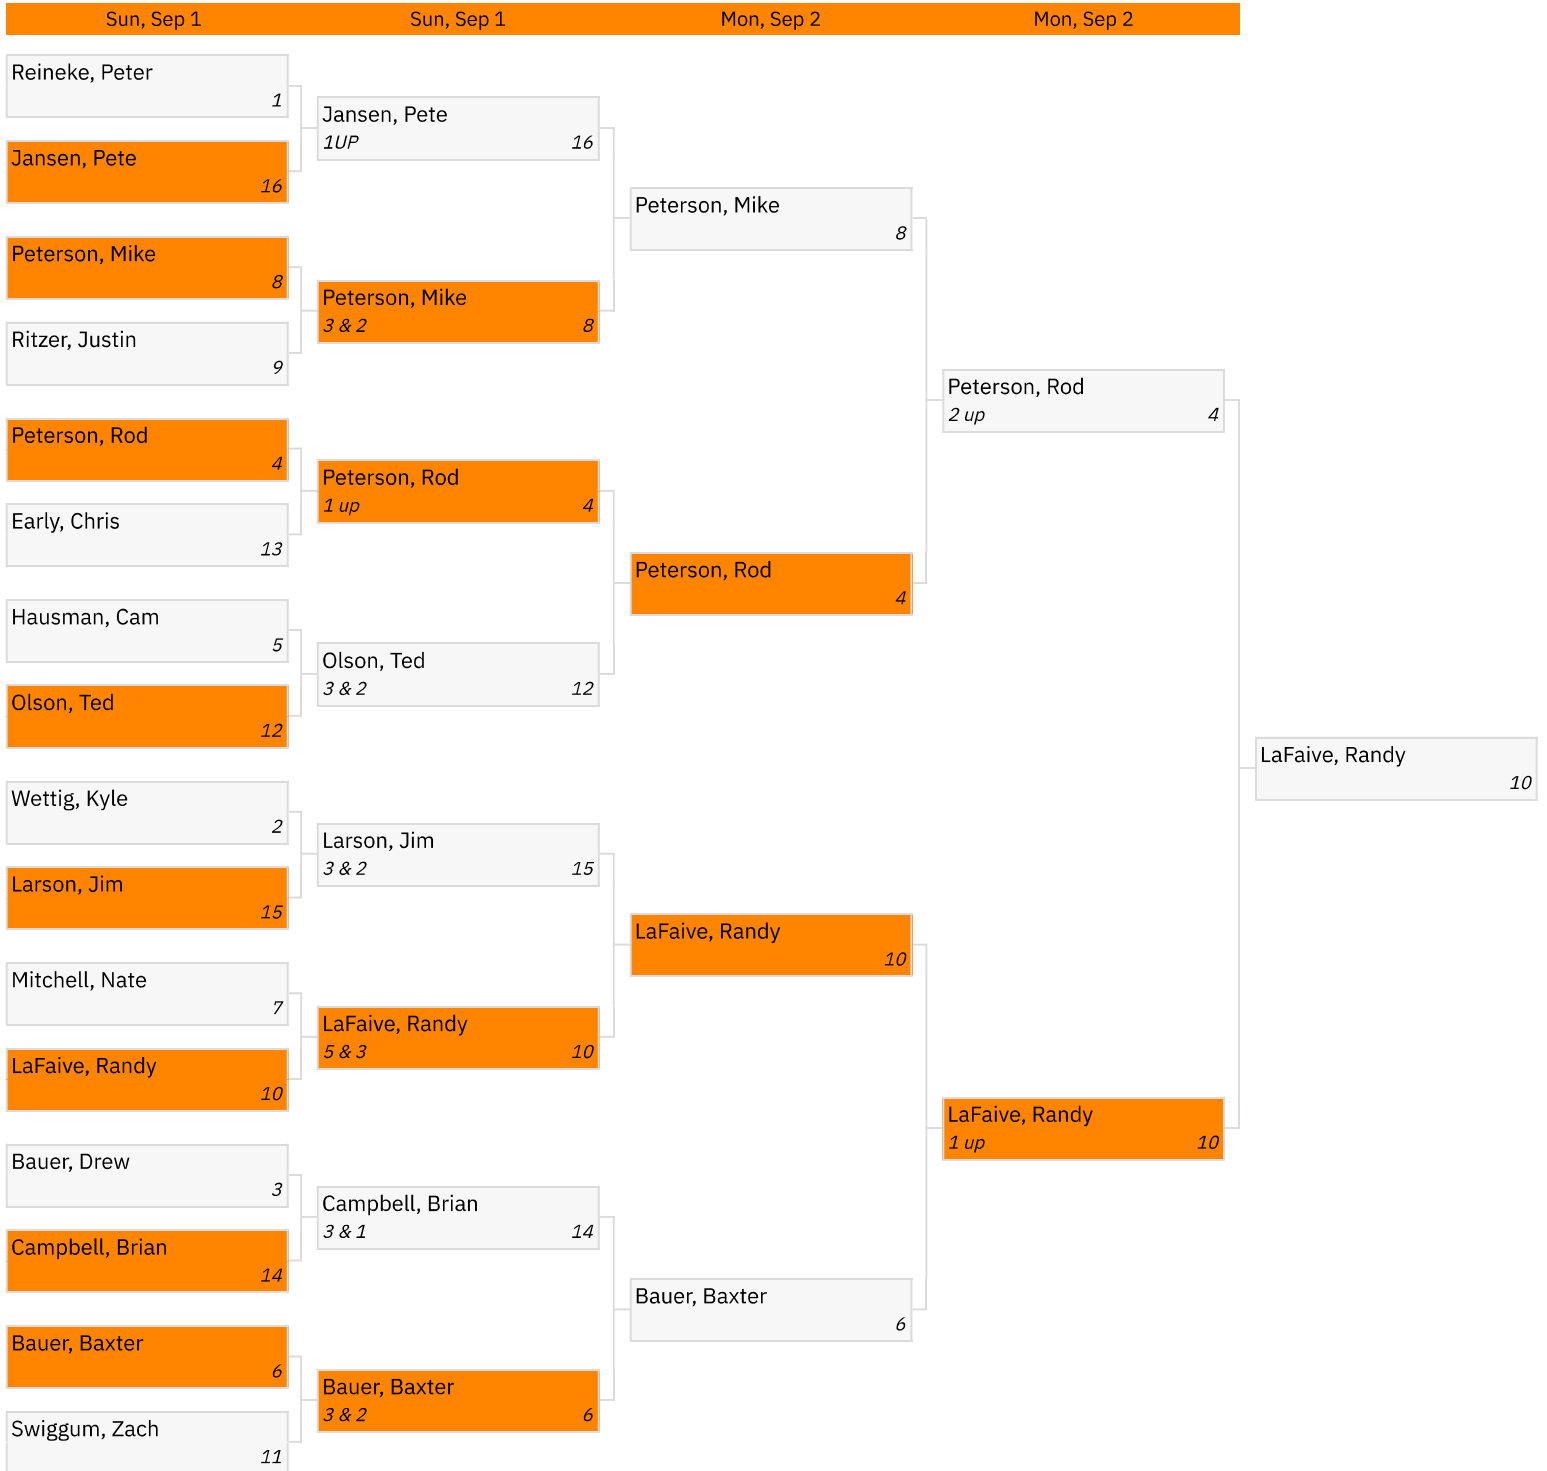 Sun, Sep 1
Sun, Sep 1
Mon, Sep 2
Mon, Sep 2
Reineke, Peter
1
Jansen, Pete
16
Peterson, Mike
8
Ritzer, Justin
9
Peterson, Rod
4
Early, Chris
13
Hausman, Cam
5
Olson, Ted
12
Wettig, Kyle
2
Larson, Jim
15
Mitchell, Nate
7
LaFaive, Randy
10
Bauer, Drew
3
Campbell, Brian
14
Bauer, Baxter
6
Swiggum, Zach
11
Jansen, Pete
1UP 16
Peterson, Mike
3 & 2 8
Peterson, Rod
1 up 4
Olson, Ted
3 & 2 12
Larson, Jim
3 & 2 15
LaFaive, Randy
5 & 3 10
Campbell, Brian
3 & 1 14
Bauer, Baxter
3 & 2 6
Peterson, Mike
8
Peterson, Rod
4
LaFaive, Randy
10
Bauer, Baxter
6
Peterson, Rod
2 up 4
LaFaive, Randy
1 up 10
LaFaive, Randy
10